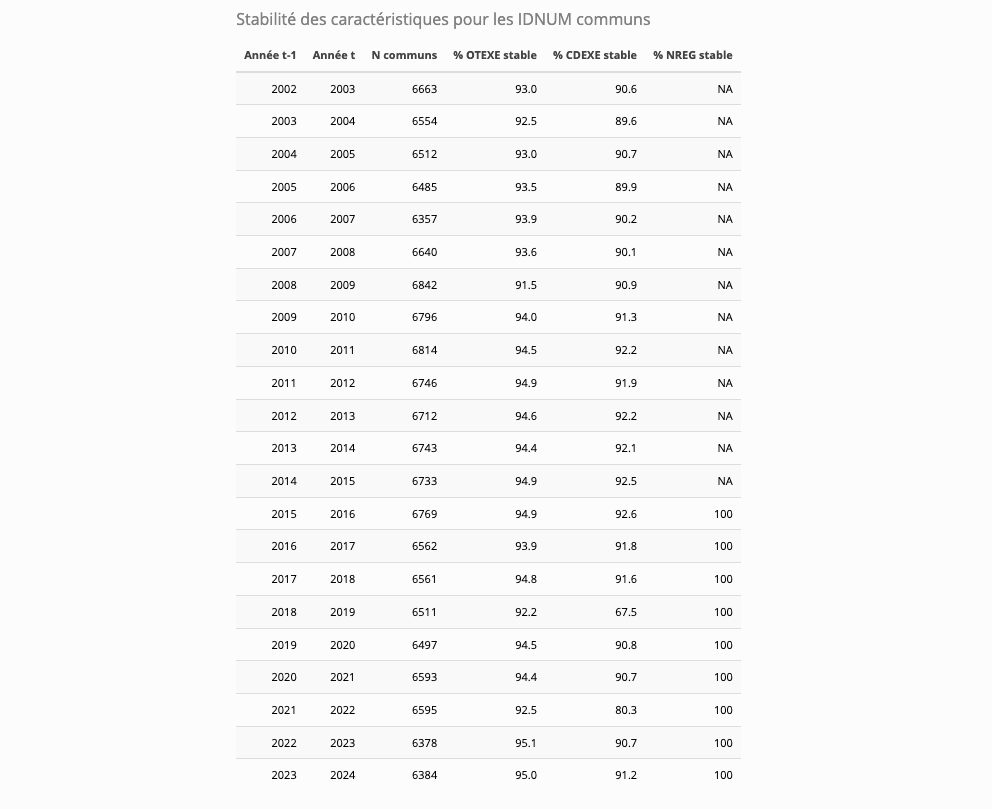 Stabilité des caractéristiques pour les IDNUM communs
Année t-1 Année t N communs % OTEXE stable % CDEXE stable % NREG stable
2002 2003 6663 93.0 90.6 NA
2003 2004 6554 92.5 89.6 NA
2004 2005 6512 93.0 90.7 NA
2005 2006 6485 93.5 89.9 NA
2006 2007 6357 93.9 90.2 NA
2007 2008 6640 93.6 90.1 NA
2008 2009 6842 91.5 90.9 NA
2009 2010 6796 94.0 91.3 NA
2010 2011 6814 94.5 92.2 NA
2011 2012 6746 94.9 91.9 NA
2012 2013 6712 94.6 92.2 NA
2013 2014 6743 94.4 92.1 NA
2014 2015 6733 94.9 92.5 NA
2015 2016 6769 94.9 92.6 100
2016 2017 6562 93.9 91.8 100
2017 2018 6561 94.8 91.6 100
2018 2019 6511 92.2 67.5 100
2019 2020 6497 94.5 90.8 100
2020 2021 6593 94.4 90.7 100
2021 2022 6595 92.5 80.3 100
2022 2023 6378 95.1 90.7 100
2023 2024 6384 95.0 91.2 100